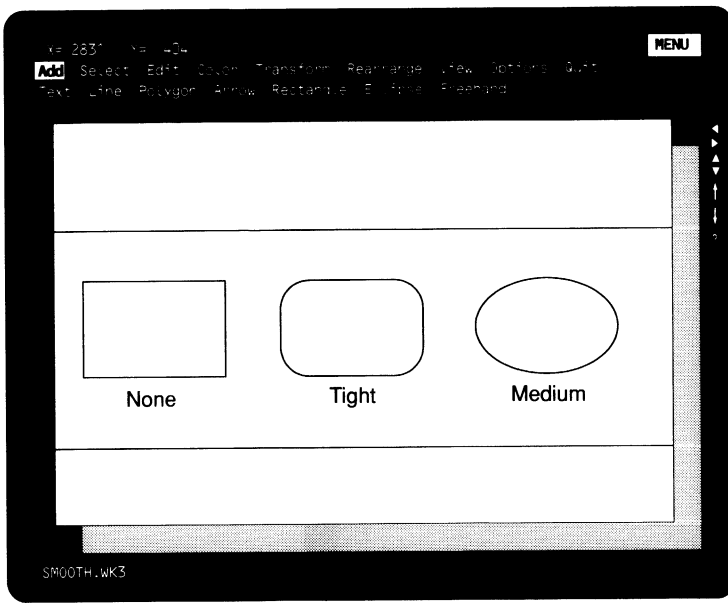 X= 2831 Y= 404 MENU
Add Select Edit Color Transform Rearrange View Options Quit
Text Line Polygon Arrow Rectangle Ellipse Freehand
?
None Tight Medium
SMOOTH.WK3